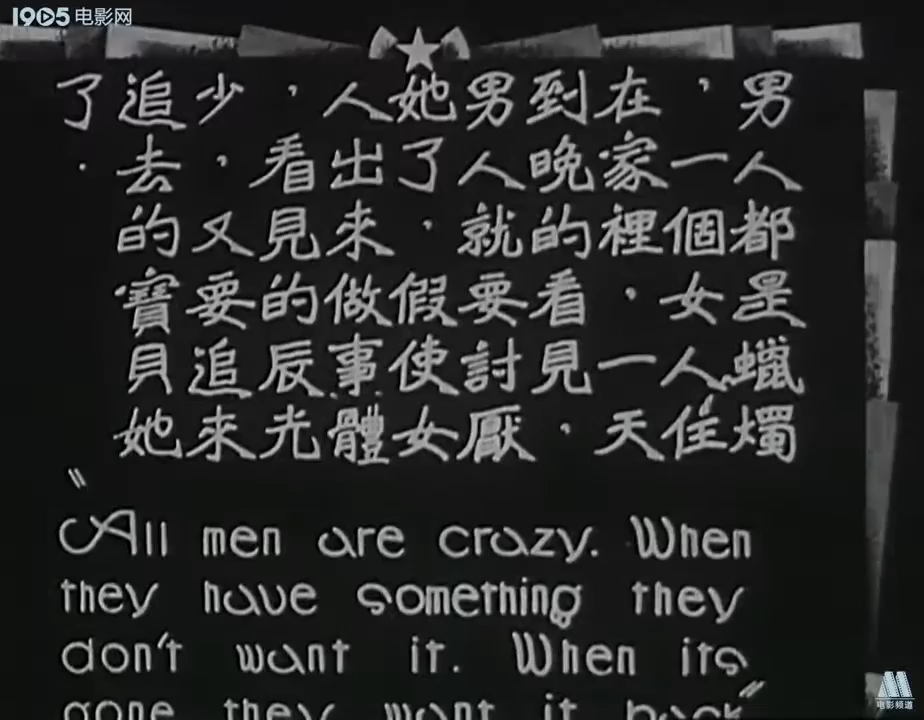 1905电影网
男人都是蠟燭
，一個女人住
在家裡，一天
到晚的看見，
男人就要討厭
她了，假使女
人出來做事體
，看見的辰光
少，又要追來
追去的寶貝她
了．
"All men are crazy. When
they have something they
don't want it. When its
gone they want it back"
电影频道